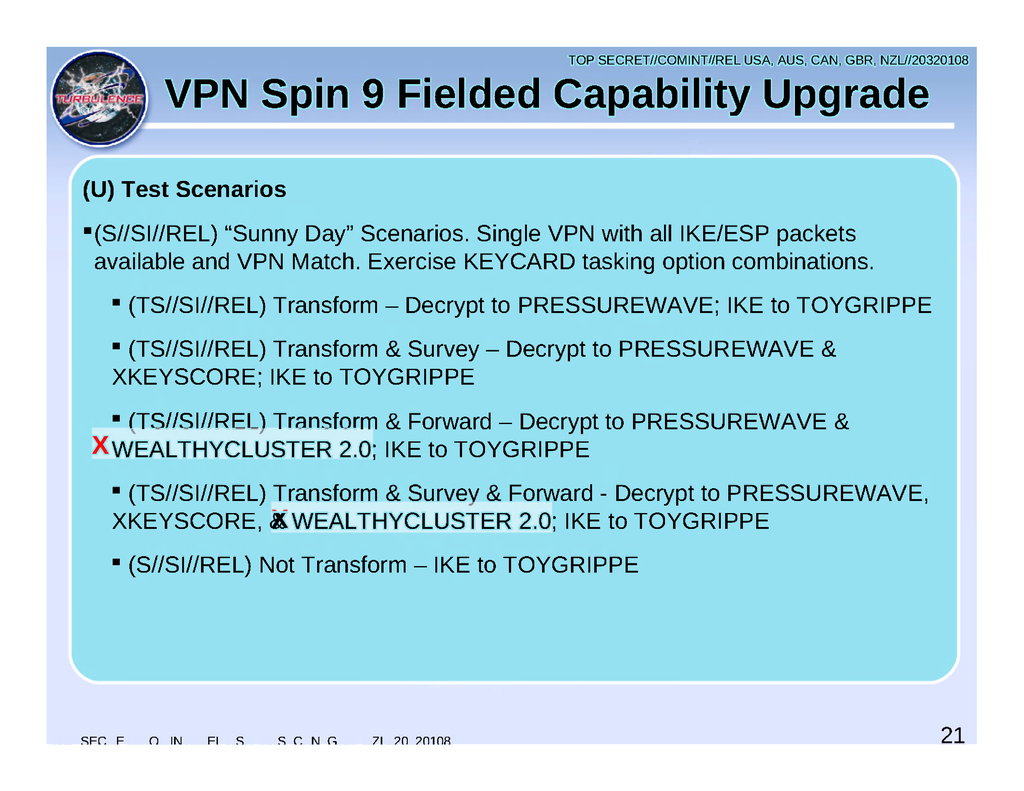 TOP SECRET//COMINT//REL USA, AUS, CAN, GBR, NZL//20320108
TURBULENCE
VPN Spin 9 Fielded Capability Upgrade
(U) Test Scenarios
▪(S//SI//REL) “Sunny Day” Scenarios. Single VPN with all IKE/ESP packets
available and VPN Match. Exercise KEYCARD tasking option combinations.
▪ (TS//SI//REL) Transform – Decrypt to PRESSUREWAVE; IKE to TOYGRIPPE
▪ (TS//SI//REL) Transform & Survey – Decrypt to PRESSUREWAVE &
XKEYSCORE; IKE to TOYGRIPPE
▪ (TS//SI//REL) Transform & Forward – Decrypt to PRESSUREWAVE &
X WEALTHYCLUSTER 2.0; IKE to TOYGRIPPE
▪ (TS//SI//REL) Transform & Survey & Forward - Decrypt to PRESSUREWAVE,
XKEYSCORE, & X WEALTHYCLUSTER 2.0; IKE to TOYGRIPPE
▪ (S//SI//REL) Not Transform – IKE to TOYGRIPPE
21